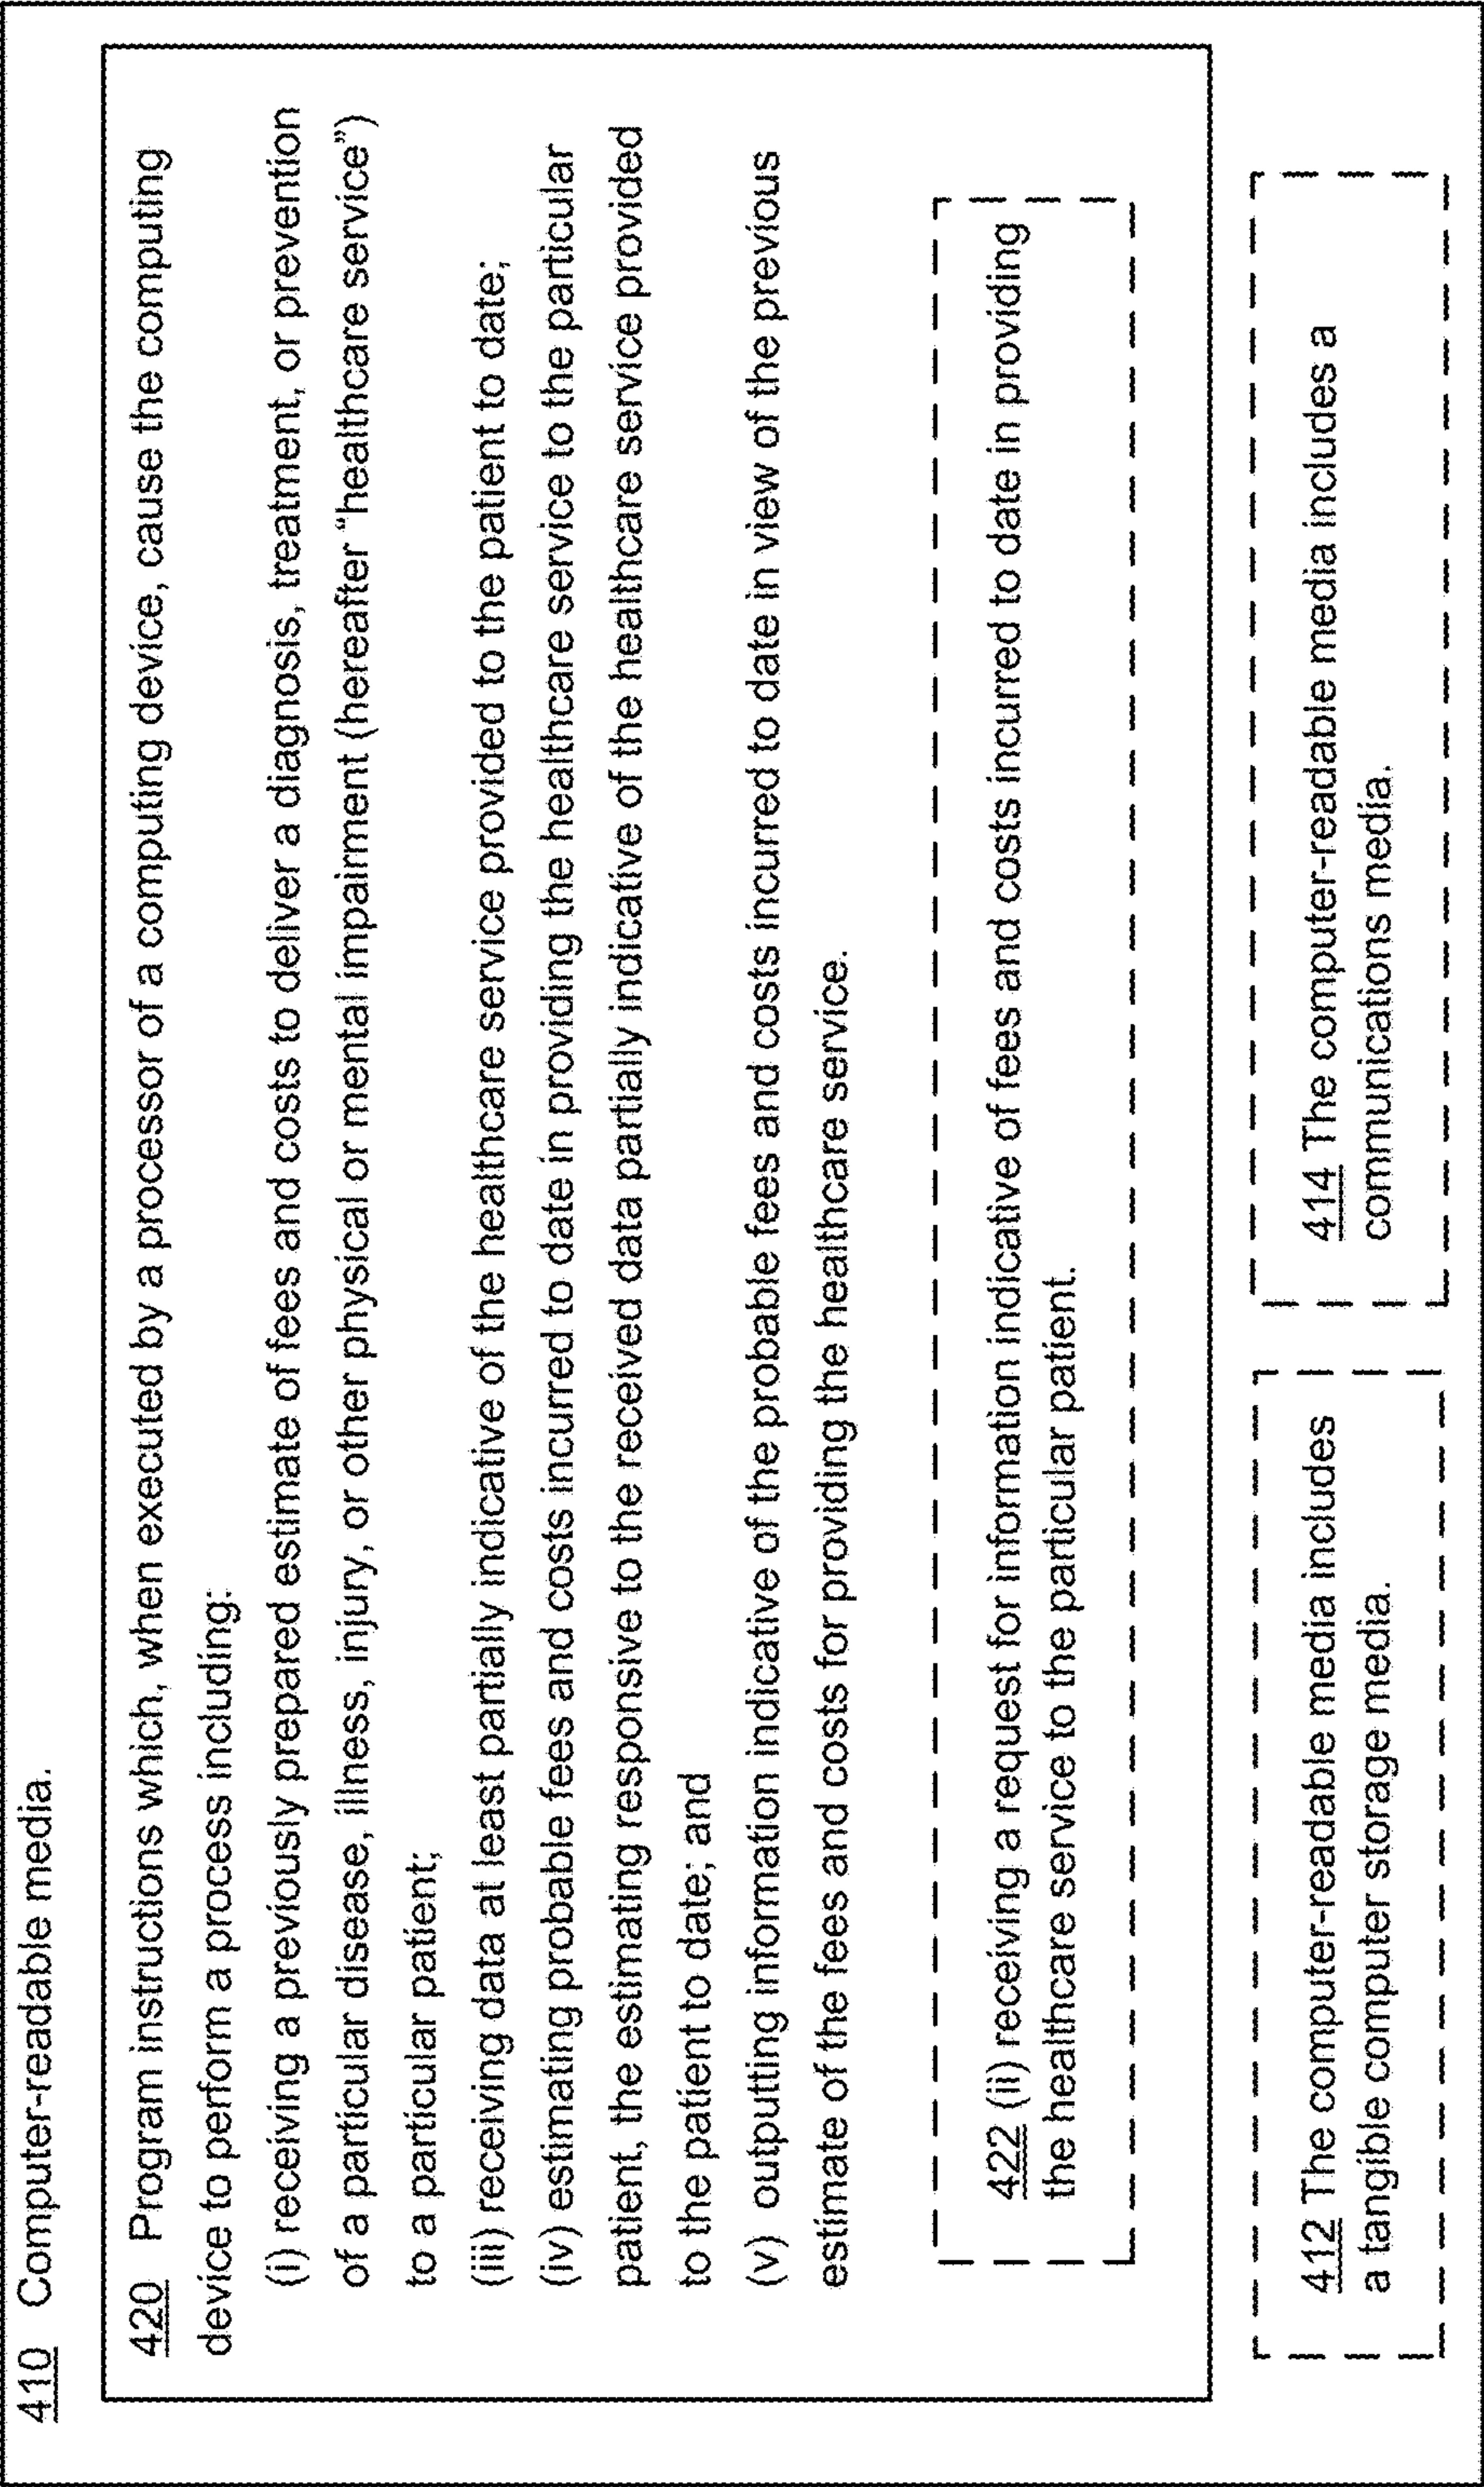 410 Computer-readable media.
420 Program instructions which, when executed by a processor of a computing device, cause the computing
device to perform a process including:
(i) receiving a previously prepared estimate of fees and costs to deliver a diagnosis, treatment, or prevention
of a particular disease, illness, injury, or other physical or mental impairment (hereafter “healthcare service”)
to a particular patient;
(iii) receiving data at least partially indicative of the healthcare service provided to the patient to date;
(iv) estimating probable fees and costs incurred to date in providing the healthcare service to the particular
patient, the estimating responsive to the received data partially indicative of the healthcare service provided
to the patient to date; and
(v) outputting information indicative of the probable fees and costs incurred to date in view of the previous
estimate of the fees and costs for providing the healthcare service.
422 (ii) receiving a request for information indicative of fees and costs incurred to date in providing
the healthcare service to the particular patient.
412 The computer-readable media includes
a tangible computer storage media.
414 The computer-readable media includes a
communications media.